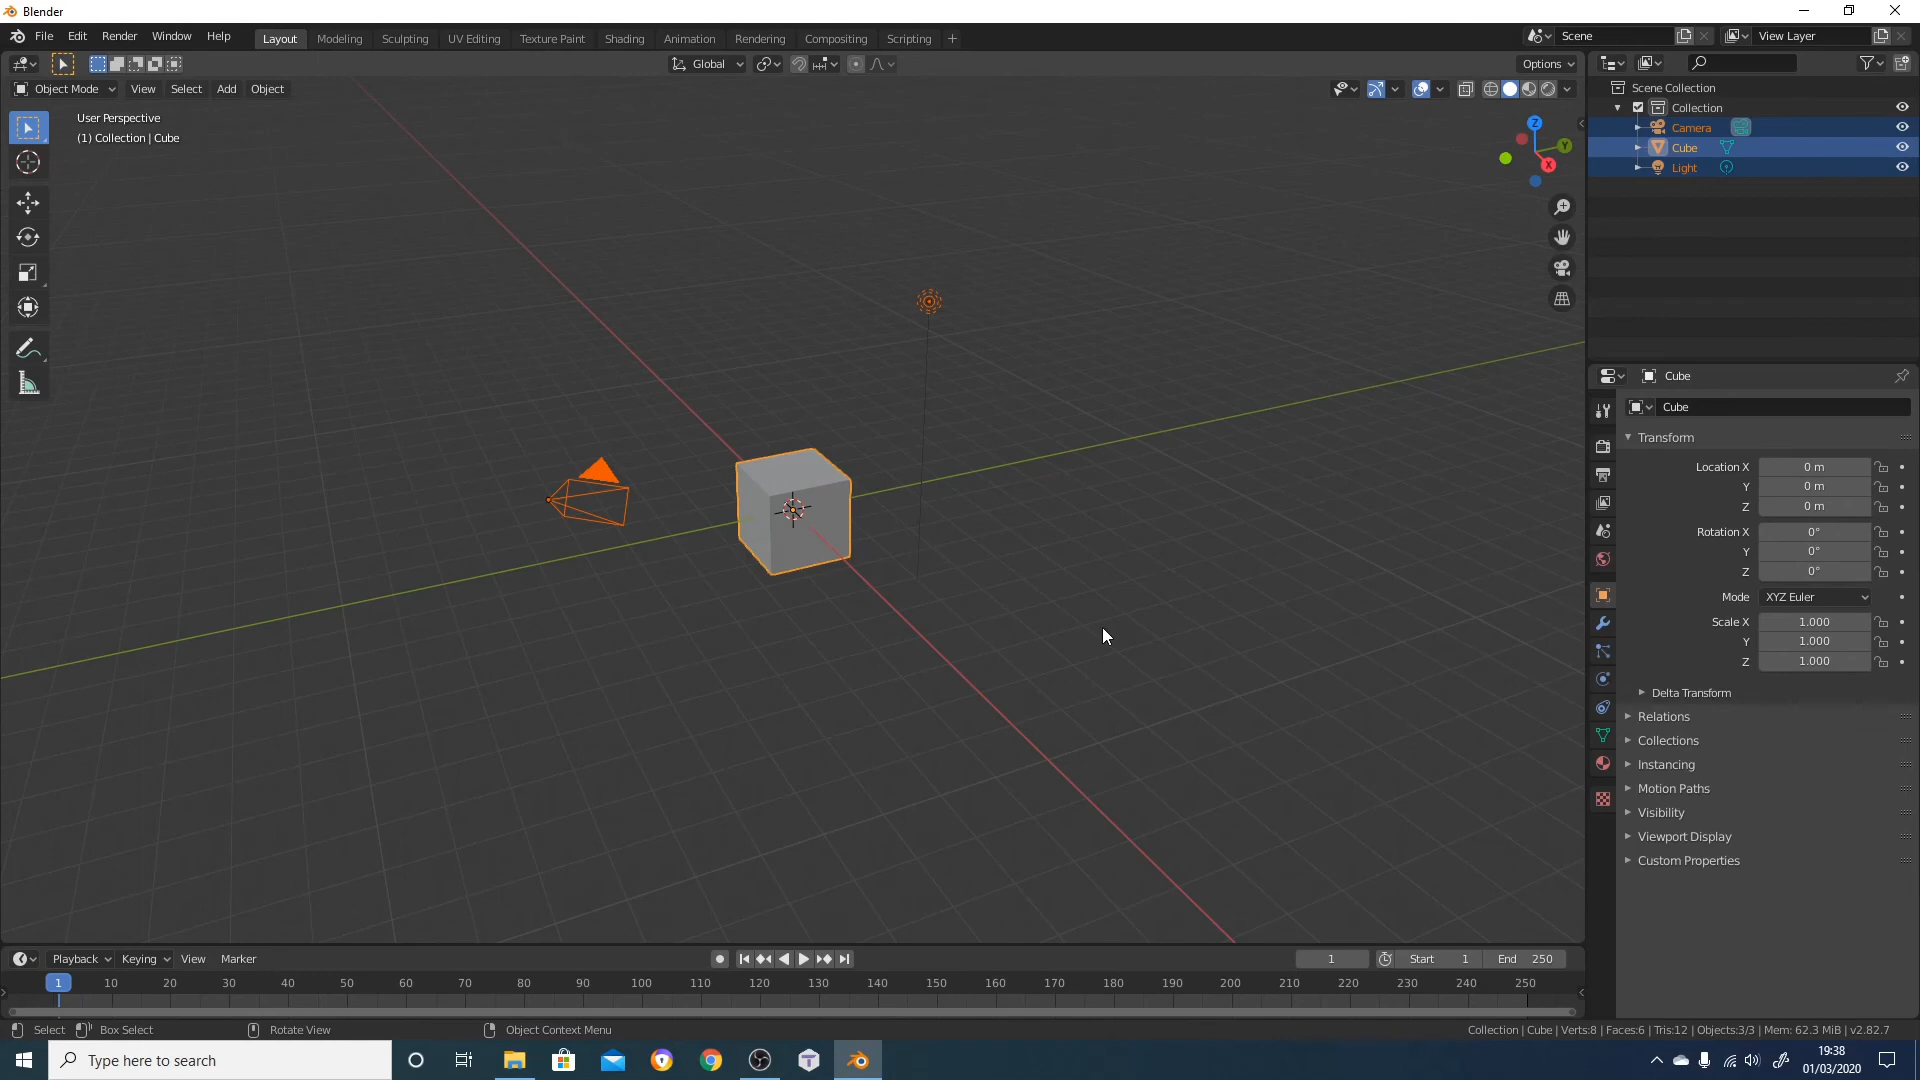 Blender
File Edit Render Window Help Layout Modeling Sculpting UV Editing Texture Paint Shading Animation Rendering Compositing Scripting + Scene View Layer
Global Options
Object Mode View Select Add Object
User Perspective
(1) Collection | Cube
Z
Y
X
Scene Collection
Collection
Camera
Cube
Light
Cube
Cube
Transform
Location X 0 m
Y 0 m
Z 0 m
Rotation X 0°
Y 0°
Z 0°
Mode XYZ Euler
Scale X 1.000
Y 1.000
Z 1.000
Delta Transform
Relations
Collections
Instancing
Motion Paths
Visibility
Viewport Display
Custom Properties
Playback Keying View Marker 1 Start 1 End 250
1 10 20 30 40 50 60 70 80 90 100 110 120 130 140 150 160 170 180 190 200 210 220 230 240 250
Select Box Select Rotate View Object Context Menu Collection | Cube | Verts:8 | Faces:6 | Tris:12 | Objects:3/3 | Mem: 62.3 MiB | v2.82.7
Type here to search
19:38
01/03/2020